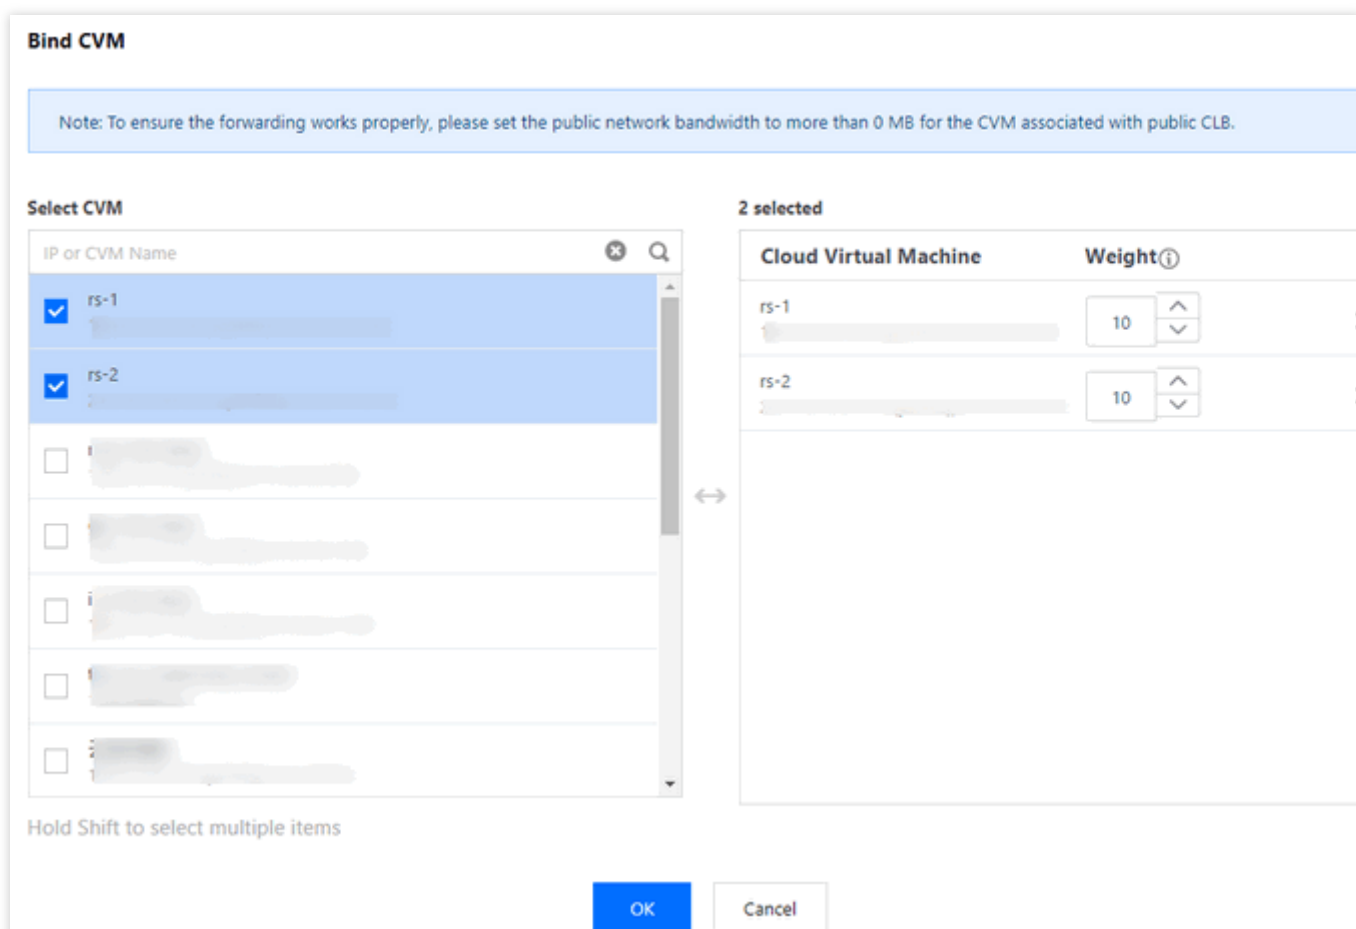 Bind CVM
Note: To ensure the forwarding works properly, please set the public network bandwidth to more than 0 MB for the CVM associated with public CLB.
Select CVM
IP or CVM Name
rs-1
rs-2
Hold Shift to select multiple items
2 selected
Cloud Virtual Machine Weight
rs-1
10
rs-2
10
OK Cancel